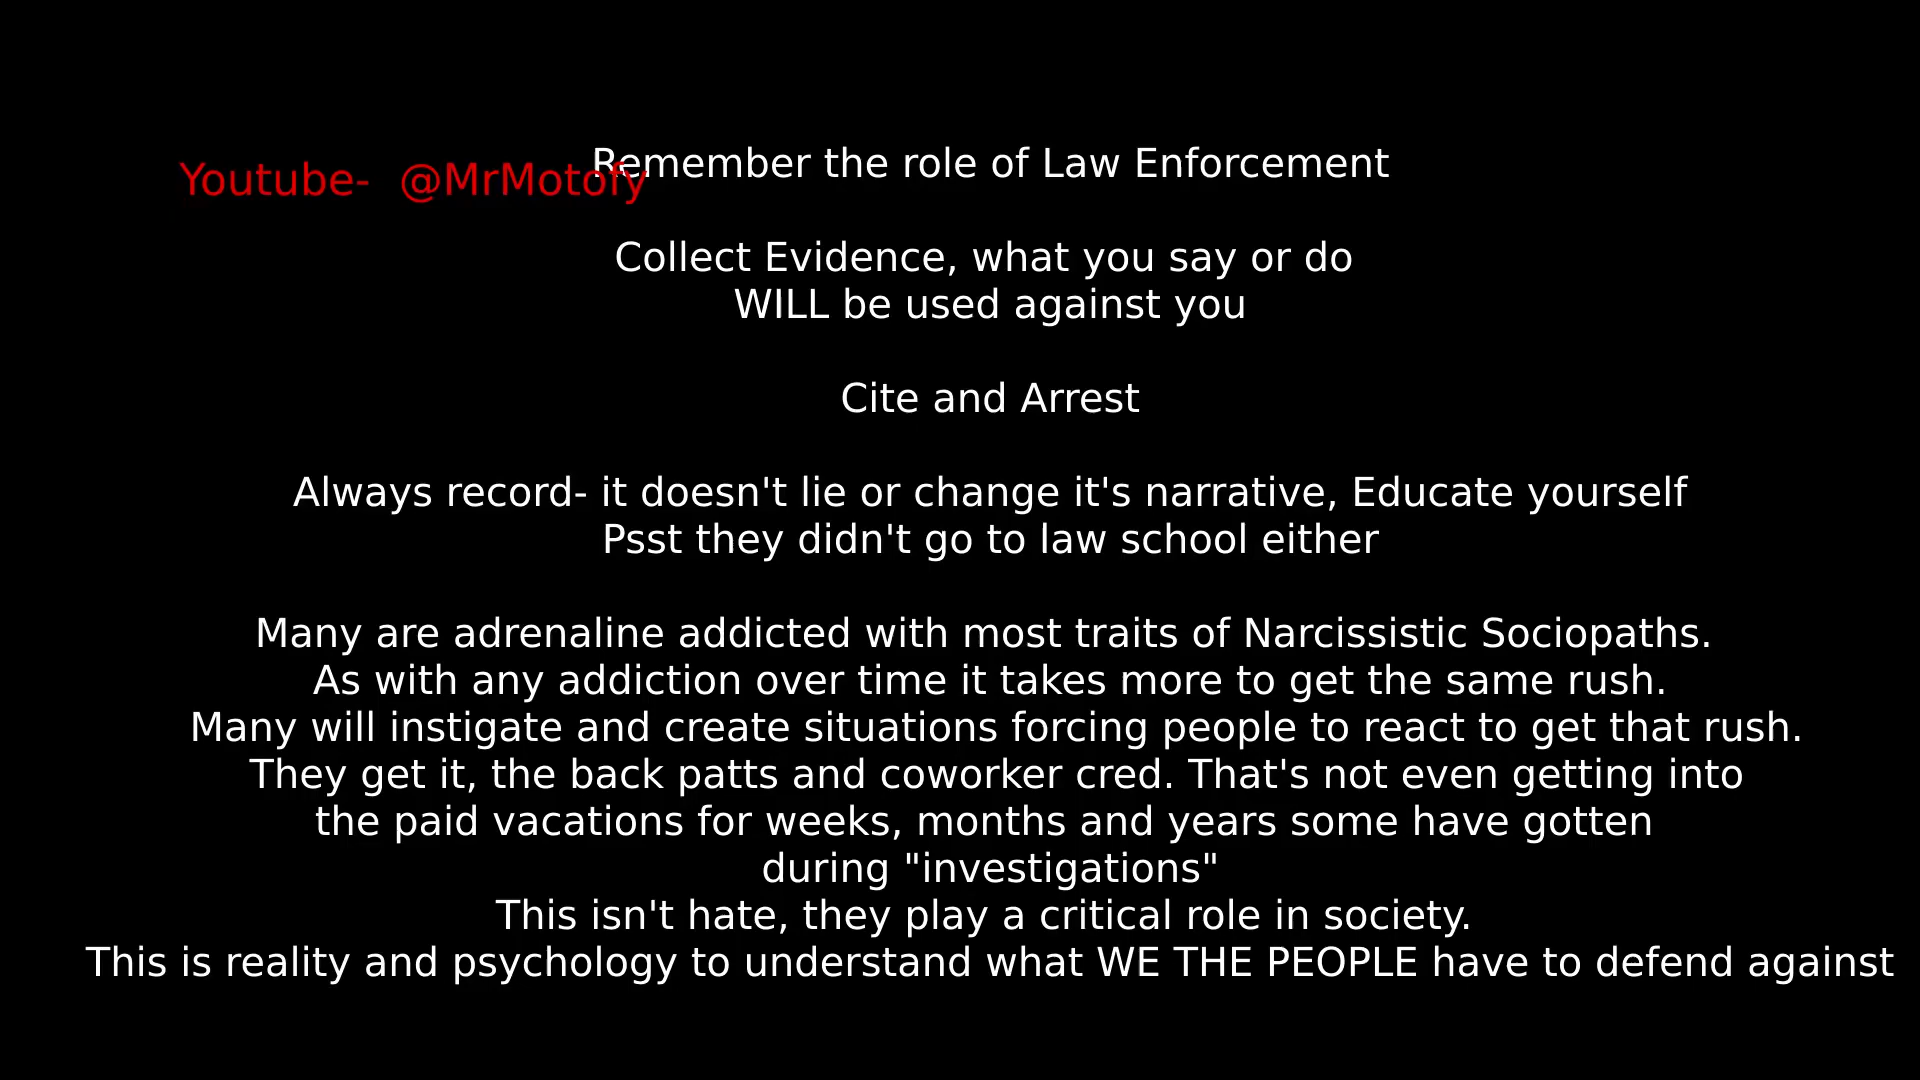 Remember the role of Law Enforcement
Youtube-  @MrMotofy
Collect Evidence, what you say or do
WILL be used against you
Cite and Arrest
Always record- it doesn't lie or change it's narrative, Educate yourself
Psst they didn't go to law school either
Many are adrenaline addicted with most traits of Narcissistic Sociopaths.
As with any addiction over time it takes more to get the same rush.
Many will instigate and create situations forcing people to react to get that rush.
They get it, the back patts and coworker cred. That's not even getting into
the paid vacations for weeks, months and years some have gotten
during "investigations"
This isn't hate, they play a critical role in society.
This is reality and psychology to understand what WE THE PEOPLE have to defend against